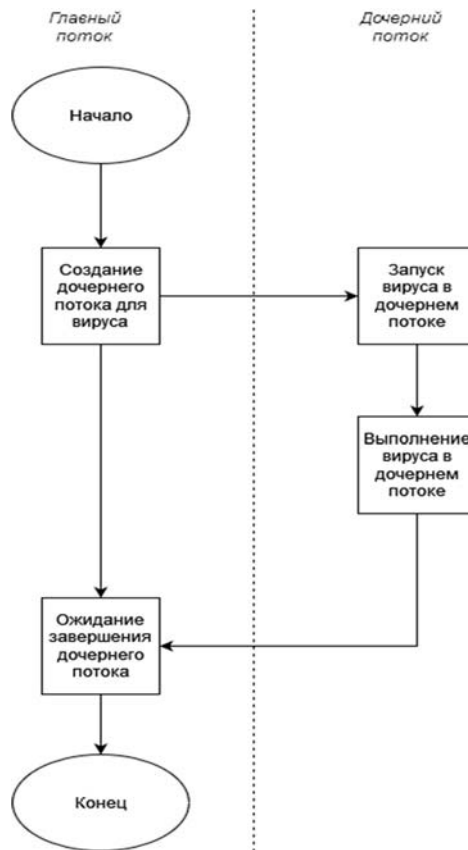 Главный
поток
Дочерний
поток
Начало
Создание
дочернего
потока для
вируса
Запуск
вируса в
дочернем
потоке
Выполнение
вируса в
дочернем
потоке
Ожидание
завершения
дочернего
потока
Конец